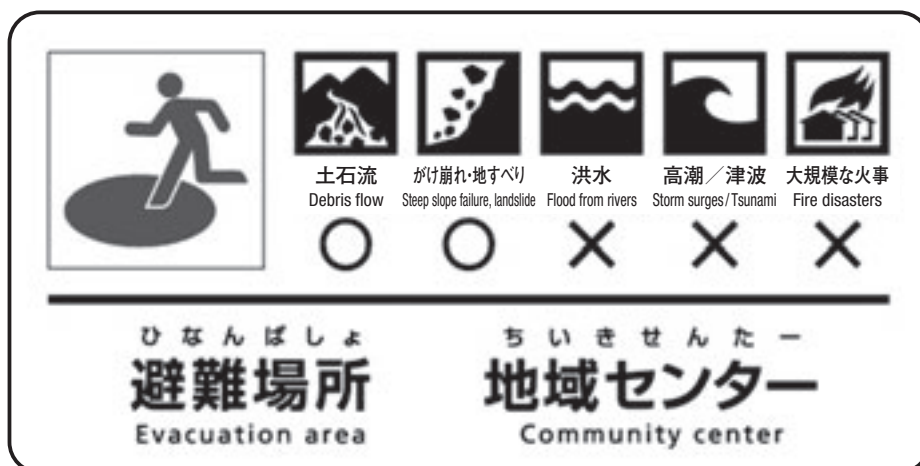 土石流 がけ崩れ・地すべり 洪水 高潮／津波 大規模な火事
Debris flow Steep slope failure, landslide Flood from rivers Storm surges/Tsunami Fire disasters
○ ○ × × ×
ひなんばしょ ちいきせんたー
避難場所 地域センター
Evacuation area Community center